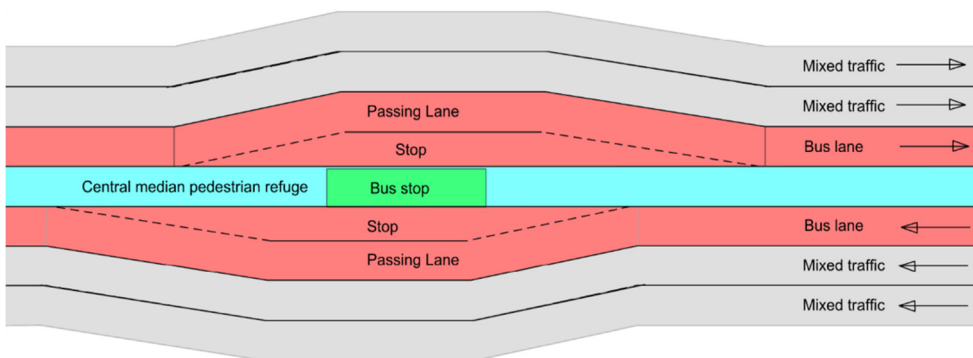 Mixed traffic
Passing Lane
Mixed traffic
Stop
Bus lane
Central median pedestrian refuge
Bus stop
Stop
Bus lane
Passing Lane
Mixed traffic
Mixed traffic